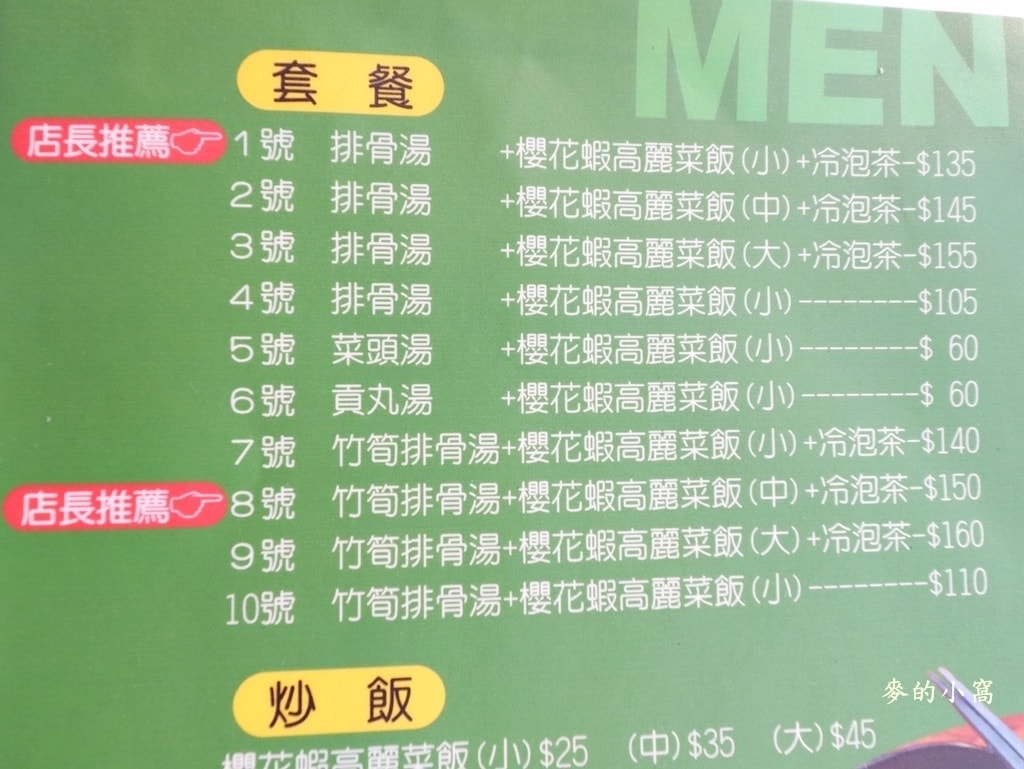 MEN
套 餐
店長推薦 1號 排骨湯 +櫻花蝦高麗菜飯(小)+冷泡茶-$135
2號 排骨湯 +櫻花蝦高麗菜飯(中)+冷泡茶-$145
3號 排骨湯 +櫻花蝦高麗菜飯(大)+冷泡茶-$155
4號 排骨湯 +櫻花蝦高麗菜飯(小)--------$105
5號 菜頭湯 +櫻花蝦高麗菜飯(小)--------$ 60
6號 貢丸湯 +櫻花蝦高麗菜飯(小)--------$ 60
7號 竹筍排骨湯+櫻花蝦高麗菜飯(小)+冷泡茶-$140
店長推薦 8號 竹筍排骨湯+櫻花蝦高麗菜飯(中)+冷泡茶-$150
9號 竹筍排骨湯+櫻花蝦高麗菜飯(大)+冷泡茶-$160
10號 竹筍排骨湯+櫻花蝦高麗菜飯(小)--------$110
炒 飯
櫻花蝦高麗菜飯(小)$25 (中)$35 (大)$45
麥的小窩